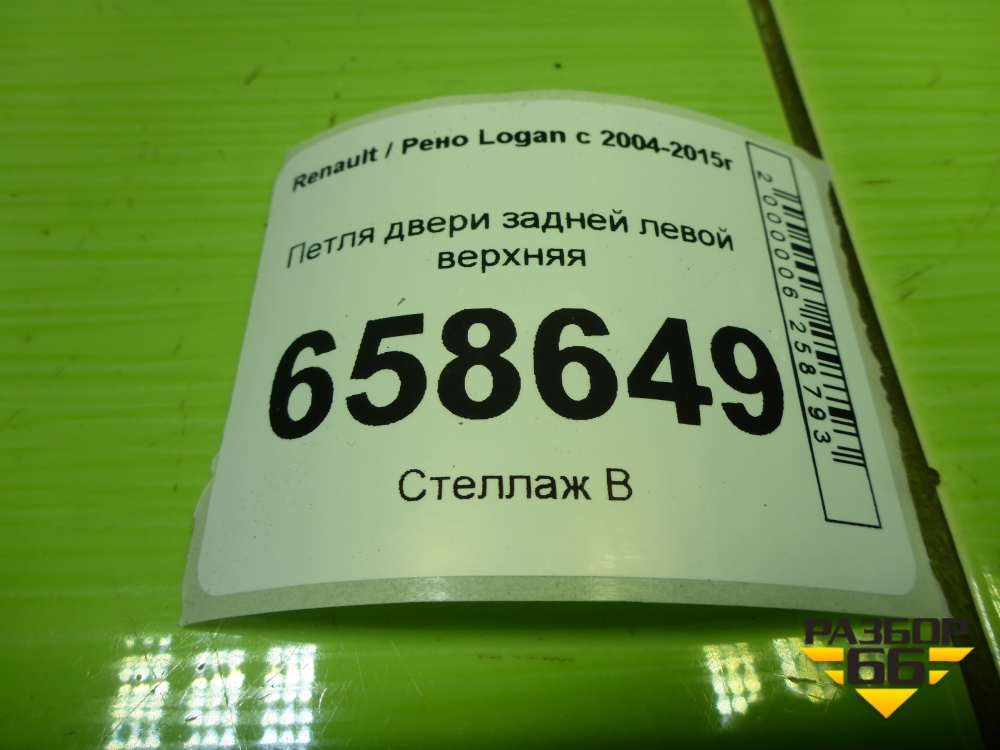 Renault / Рено Logan с 2004-2015г
Петля двери задней левой
верхняя
658649
Стеллаж В
2000006258793
РАЗБОР
66